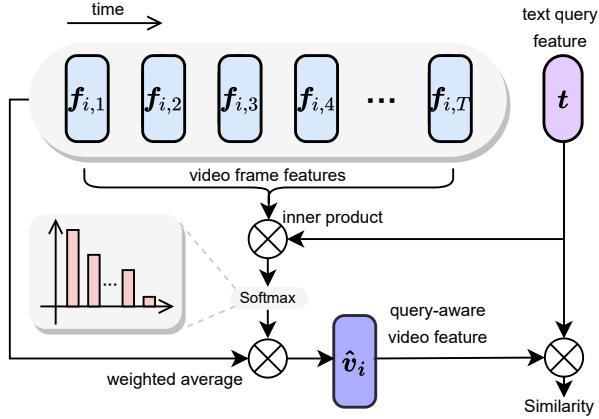 time
text query
feature
f_{i,1} f_{i,2} f_{i,3} f_{i,4} ... f_{i,T}
t
video frame features
inner product
...
Softmax
query-aware
video feature
v̂_i
weighted average
Similarity